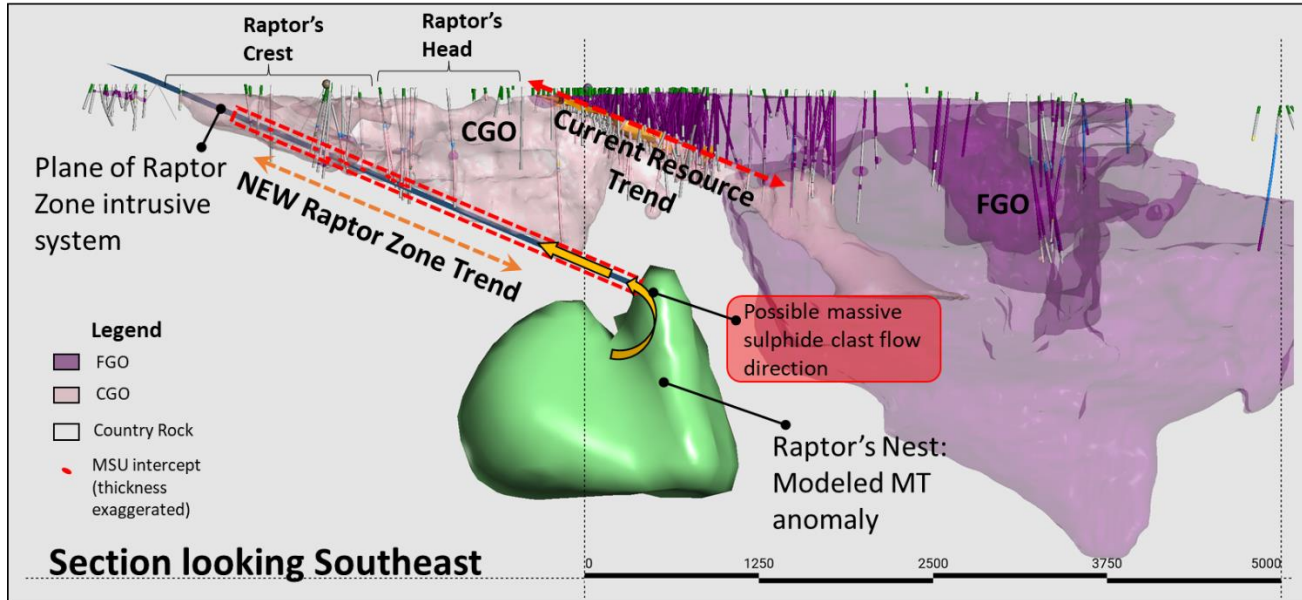 Raptor's
Crest
Raptor's
Head
CGO
Current Resource
Trend
FGO
Plane of Raptor
Zone intrusive
system
NEW Raptor Zone Trend
Possible massive
sulphide clast flow
direction
Raptor's Nest:
Modeled MT
anomaly
Legend
FGO
CGO
Country Rock
MSU intercept
(thickness
exaggerated)
Section looking Southeast
0 1250 2500 3750 5000